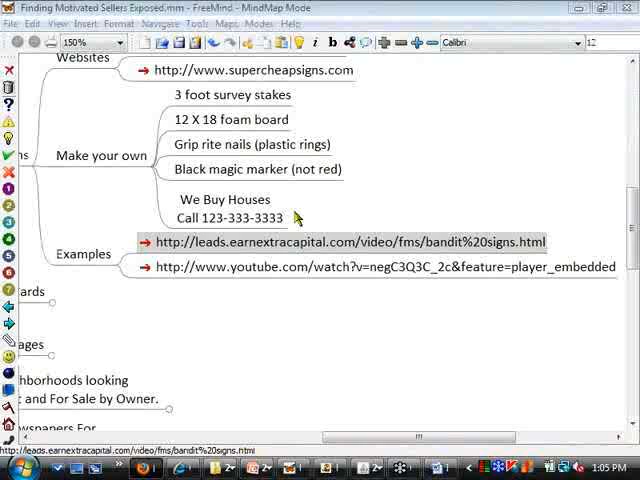 Finding Motivated Sellers Exposed.mm - FreeMind - MindMap Mode
File Edit View Insert Format Navigate Tools Maps Modes Help
150%
Calibri
12
Websites
http://www.supercheapsigns.com
3 foot survey stakes
12 X 18 foam board
ns
Make your own
Grip rite nails (plastic rings)
Black magic marker (not red)
We Buy Houses
Call 123-333-3333
http://leads.earnextracapital.com/video/fms/bandit%20signs.html
Examples
http://www.youtube.com/watch?v=negC3Q3C_2c&feature=player_embedded
ards
ages
hborhoods looking
t and For Sale by Owner.
wspapers For
http://leads.earnextracapital.com/video/fms/bandit%20signs.html
1:05 PM